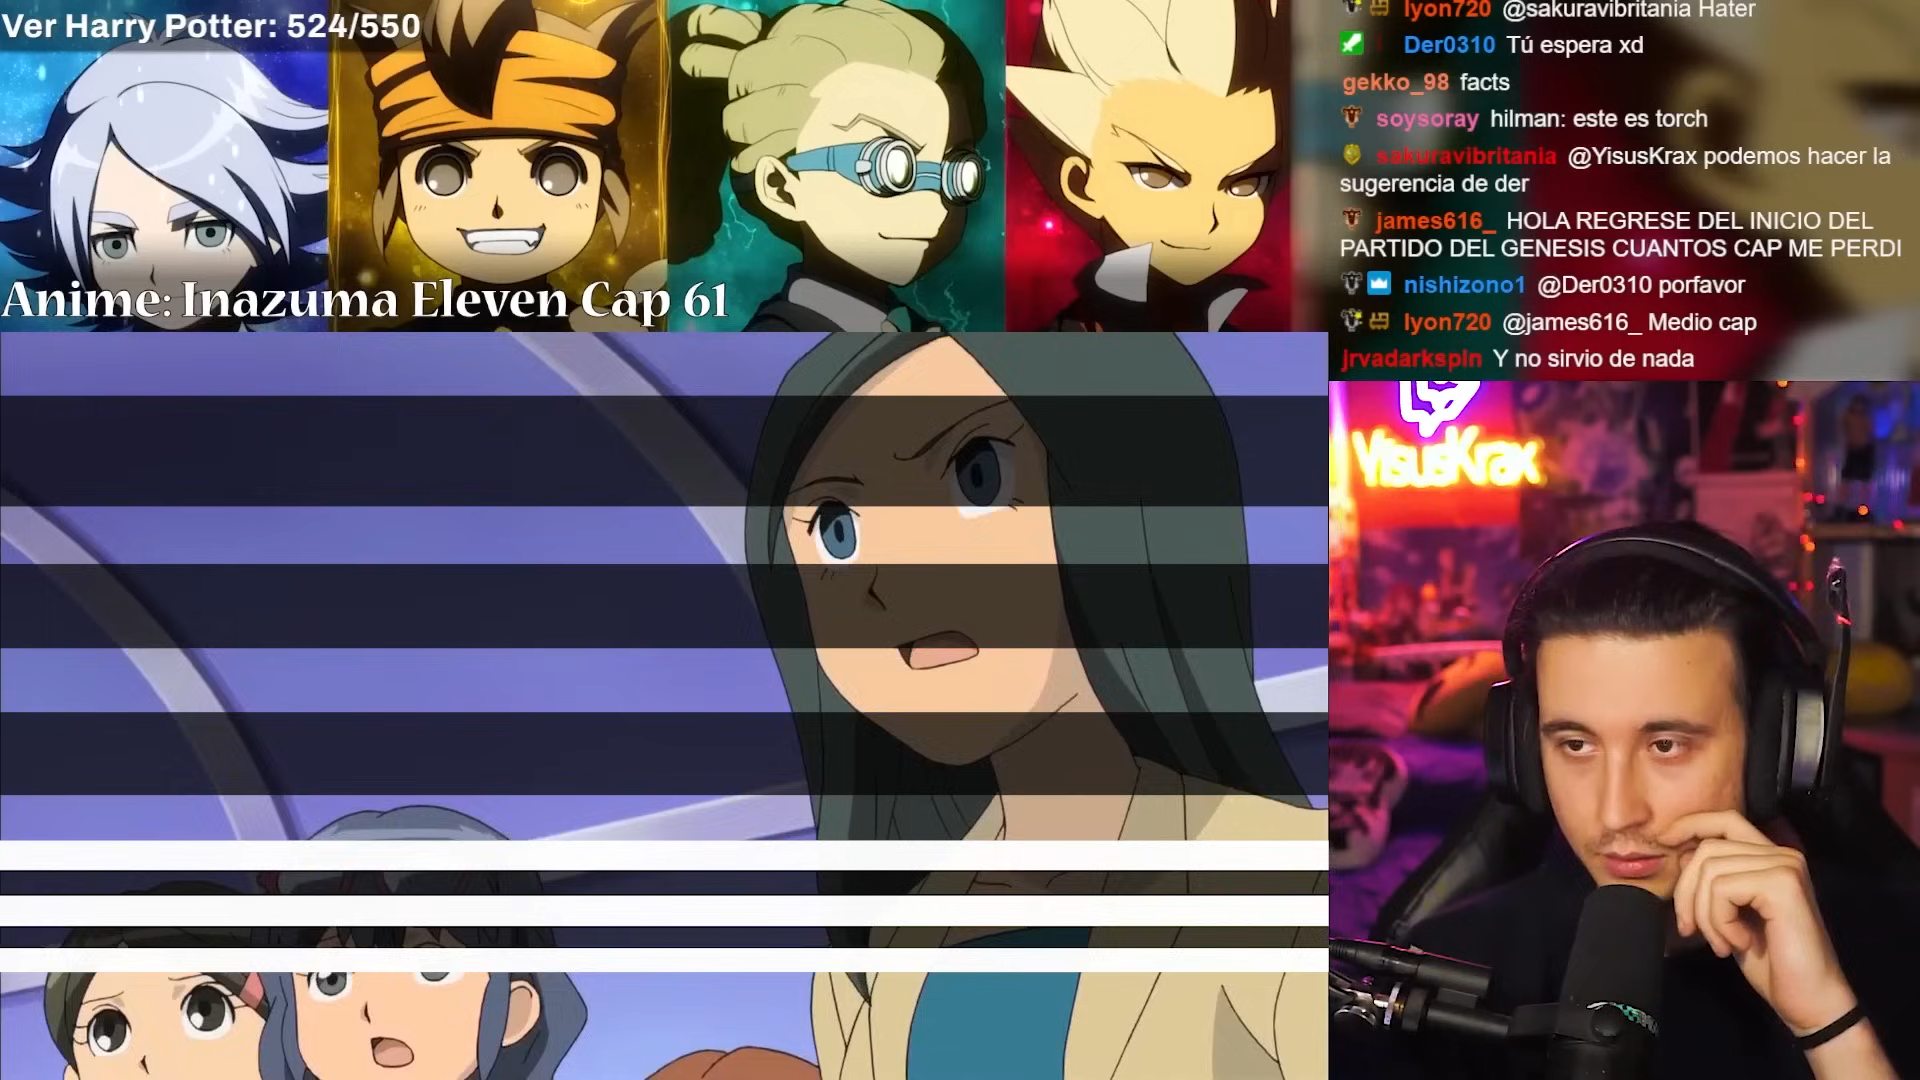 Ver Harry Potter: 524/550
Anime: Inazuma Eleven Cap 61
lyon720 @sakuravibritania Hater
Der0310 Tú espera xd
gekko_98 facts
soysoray hilman: este es torch
sakuravibritania @YisusKrax podemos hacer la
sugerencia de der
james616_ HOLA REGRESE DEL INICIO DEL
PARTIDO DEL GENESIS CUANTOS CAP ME PERDI
nishizono1 @Der0310 porfavor
lyon720 @james616_ Medio cap
jrvadarkspin Y no sirvio de nada
YisusKrax